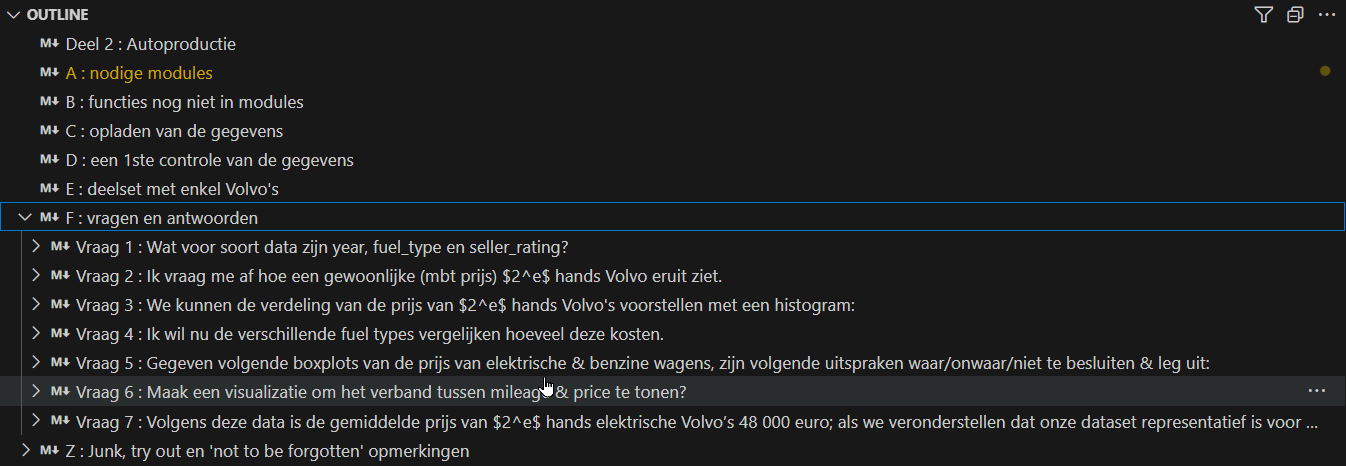 OUTLINE
M↓ Deel 2 : Autoproductie
M↓ A : nodige modules
M↓ B : functies nog niet in modules
M↓ C : opladen van de gegevens
M↓ D : een 1ste controle van de gegevens
M↓ E : deelset met enkel Volvo's
M↓ F : vragen en antwoorden
M↓ Vraag 1 : Wat voor soort data zijn year, fuel_type en seller_rating?
M↓ Vraag 2 : Ik vraag me af hoe een gewoonlijke (mbt prijs) $2^e$ hands Volvo eruit ziet.
M↓ Vraag 3 : We kunnen de verdeling van de prijs van $2^e$ hands Volvo's voorstellen met een histogram:
M↓ Vraag 4 : Ik wil nu de verschillende fuel types vergelijken hoeveel deze kosten.
M↓ Vraag 5 : Gegeven volgende boxplots van de prijs van elektrische & benzine wagens, zijn volgende uitspraken waar/onwaar/niet te besluiten & leg uit:
M↓ Vraag 6 : Maak een visualizatie om het verband tussen mileage & price te tonen?
M↓ Vraag 7 : Volgens deze data is de gemiddelde prijs van $2^e$ hands elektrische Volvo’s 48 000 euro; als we veronderstellen dat onze dataset representatief is voor ...
M↓ Z : Junk, try out en 'not to be forgotten' opmerkingen